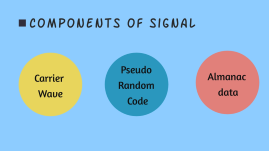 COMPONENTS OF SIGNAL
Carrier
Wave
Pseudo
Random
Code
Almanac
data